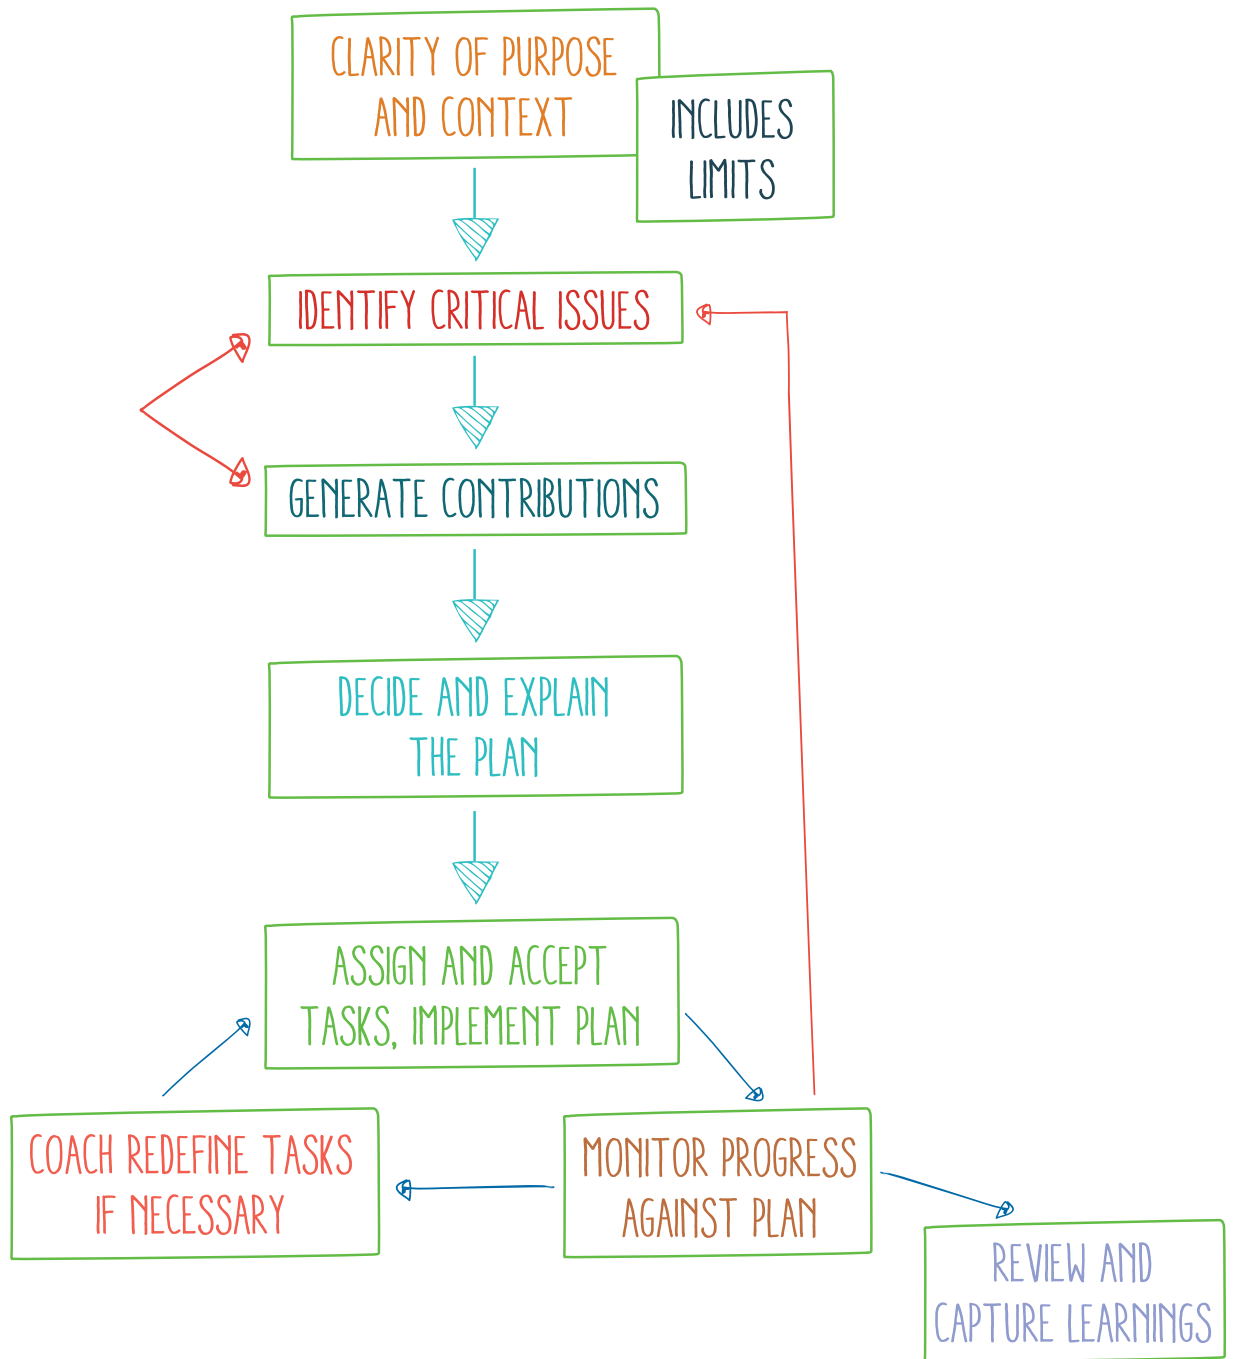 CLARITY OF PURPOSE
AND CONTEXT
INCLUDES
LIMITS
IDENTIFY CRITICAL ISSUES
GENERATE CONTRIBUTIONS
DECIDE AND EXPLAIN
THE PLAN
ASSIGN AND ACCEPT
TASKS, IMPLEMENT PLAN
COACH REDEFINE TASKS
IF NECESSARY
MONITOR PROGRESS
AGAINST PLAN
REVIEW AND
CAPTURE LEARNINGS